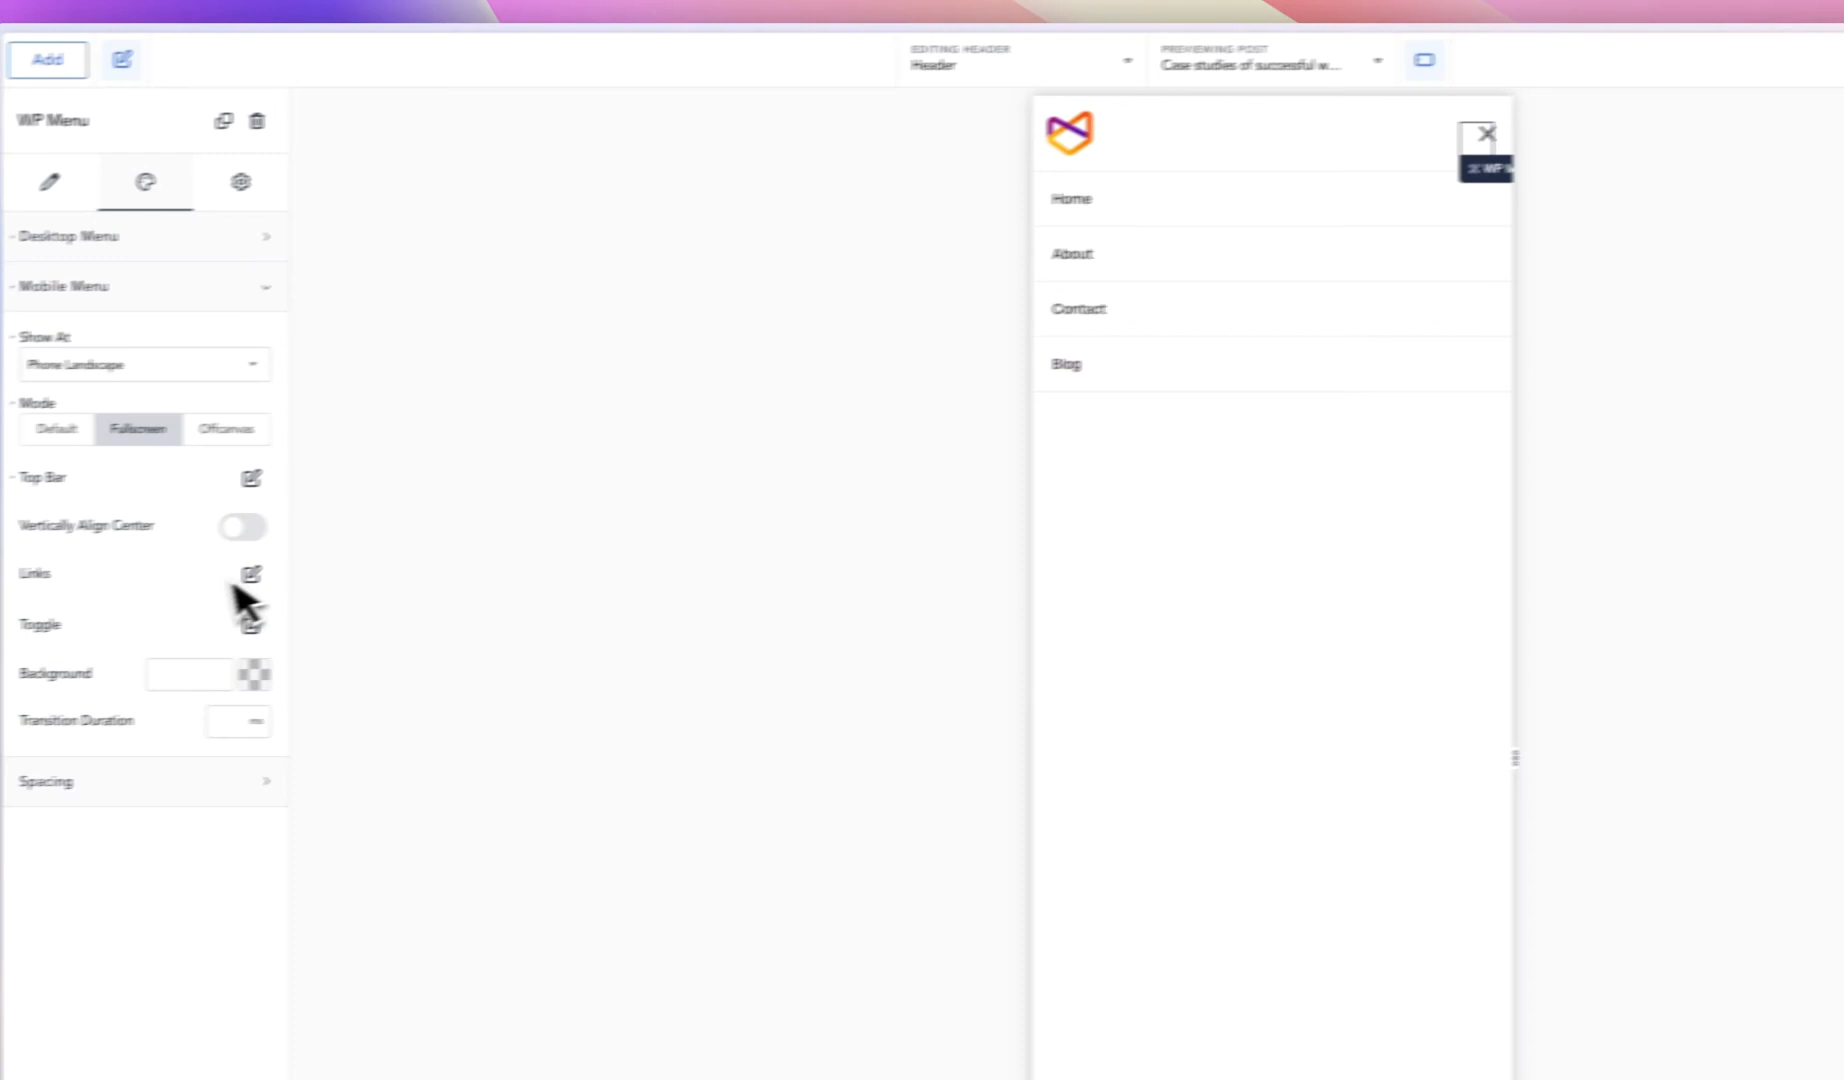 Add
EDITING HEADER
Header
PREVIEWING POST
Case studies of successful w...
WP Menu
Desktop Menu
Mobile Menu
Show At
Phone Landscape
Mode
Default
Fullscreen
Offcanvas
Top Bar
Vertically Align Center
Links
Toggle
Background
Transition Duration
ms
Spacing
WP M
Home
About
Contact
Blog